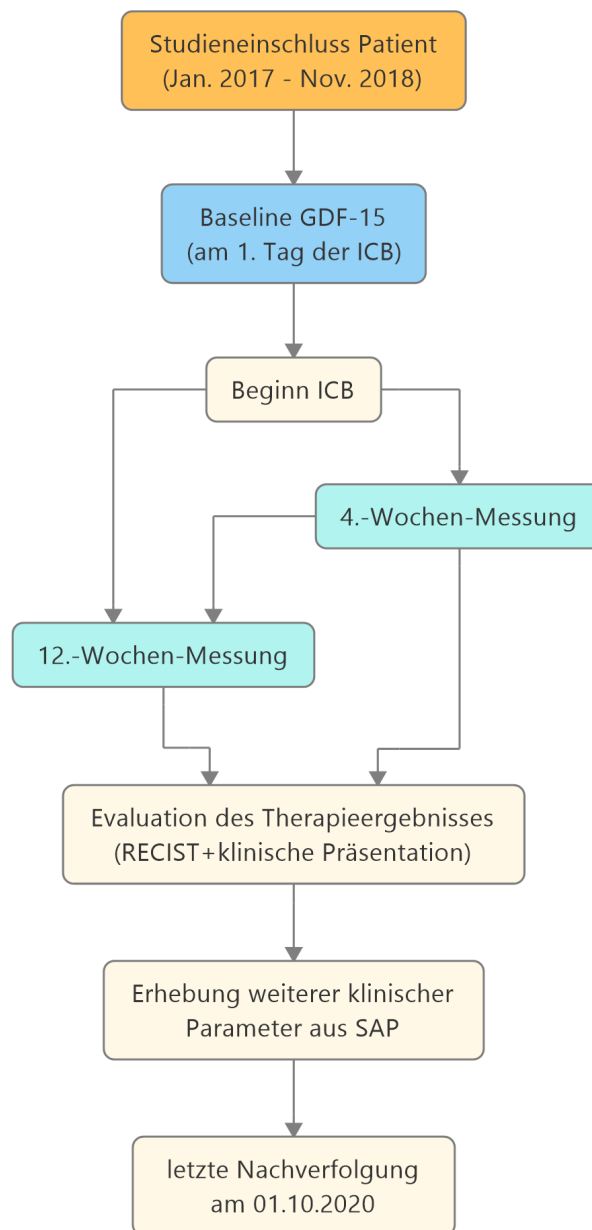 Studieneinschluss Patient
(Jan. 2017 - Nov. 2018)
Baseline GDF-15
(am 1. Tag der ICB)
Beginn ICB
4.-Wochen-Messung
12.-Wochen-Messung
Evaluation des Therapieergebnisses
(RECIST+klinische Präsentation)
Erhebung weiterer klinischer
Parameter aus SAP
letzte Nachverfolgung
am 01.10.2020